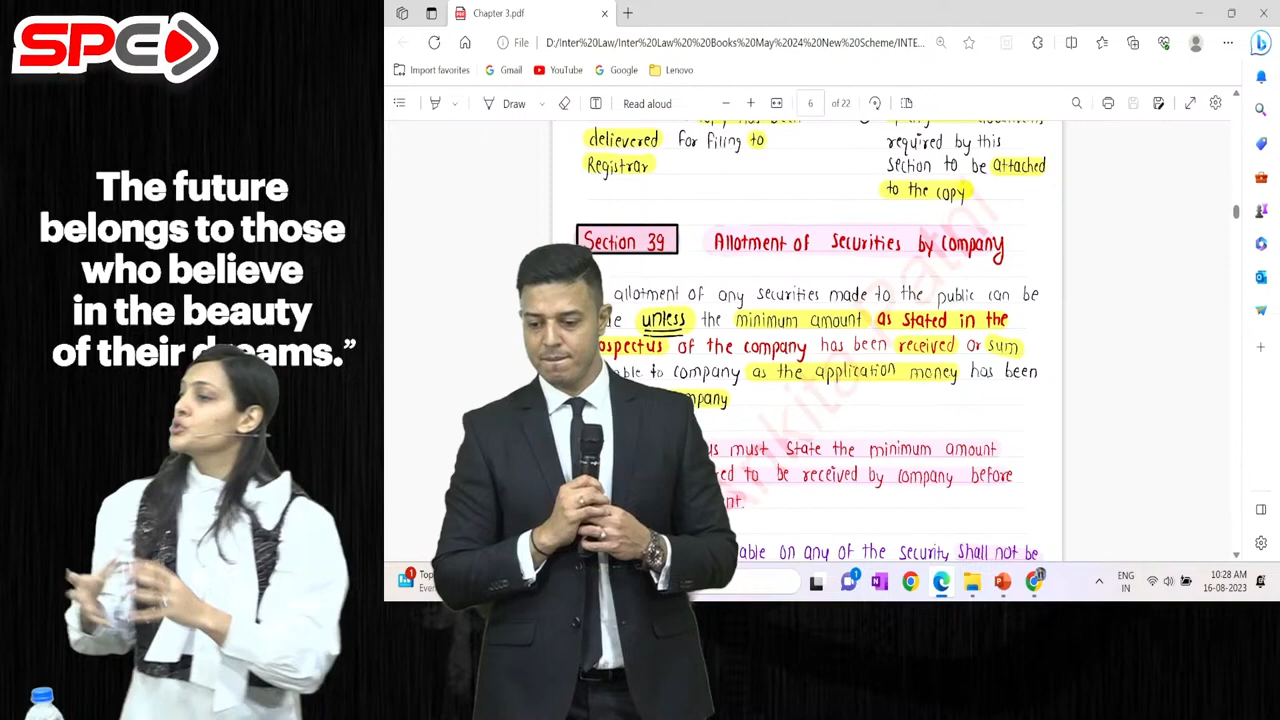 SPE
The future
belongs to those
who believe
in the beauty
of their dreams.”
Chapter 3.pdf
File
D:/Inter%20Law/Inter%20Law%20%20Books%20May%202024%20New%20Scheme/INTE...
Import favorites
Gmail
YouTube
Google
Lenovo
Draw
Read aloud
6
of 22
delievered for filing to
Registrar
required by this
section to be attached
to the copy
Section 39 Allotment of securities by company
allotment of any securities made to the public can be
unless the minimum amount as stated in the
of the company has been received or sum
to company as the application money has been
must state the minimum amount
to be received by company before
on any of the security shall not be
Ankita Patni
ENG
IN
10:28 AM
16-08-2023